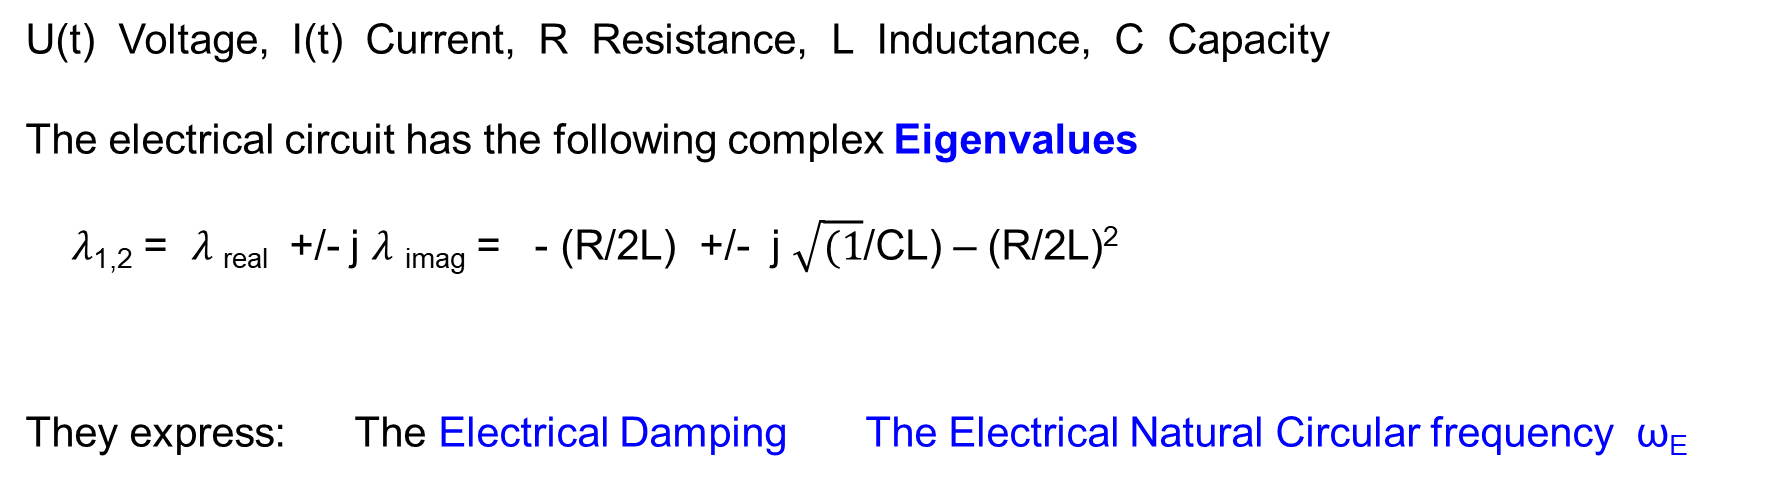 U(t) Voltage, I(t) Current, R Resistance, L Inductance, C Capacity
The electrical circuit has the following complex Eigenvalues
λ₁,₂ = λ real +/- j λ imag = - (R/2L) +/- j √(1/CL) – (R/2L)²
They express: The Electrical Damping The Electrical Natural Circular frequency ωE